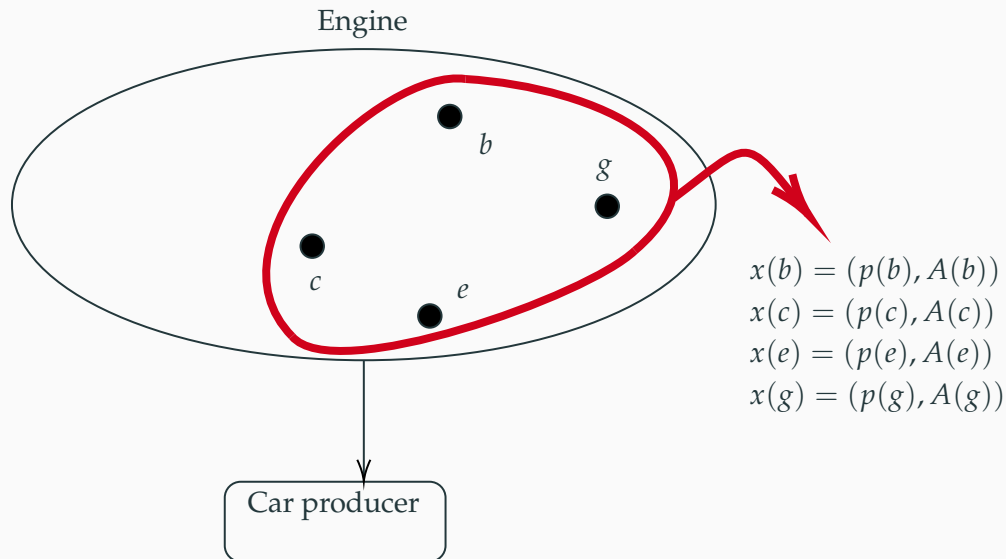 Engine
b
g
c
e
x(b) = (p(b), A(b))
x(c) = (p(c), A(c))
x(e) = (p(e), A(e))
x(g) = (p(g), A(g))
Car producer